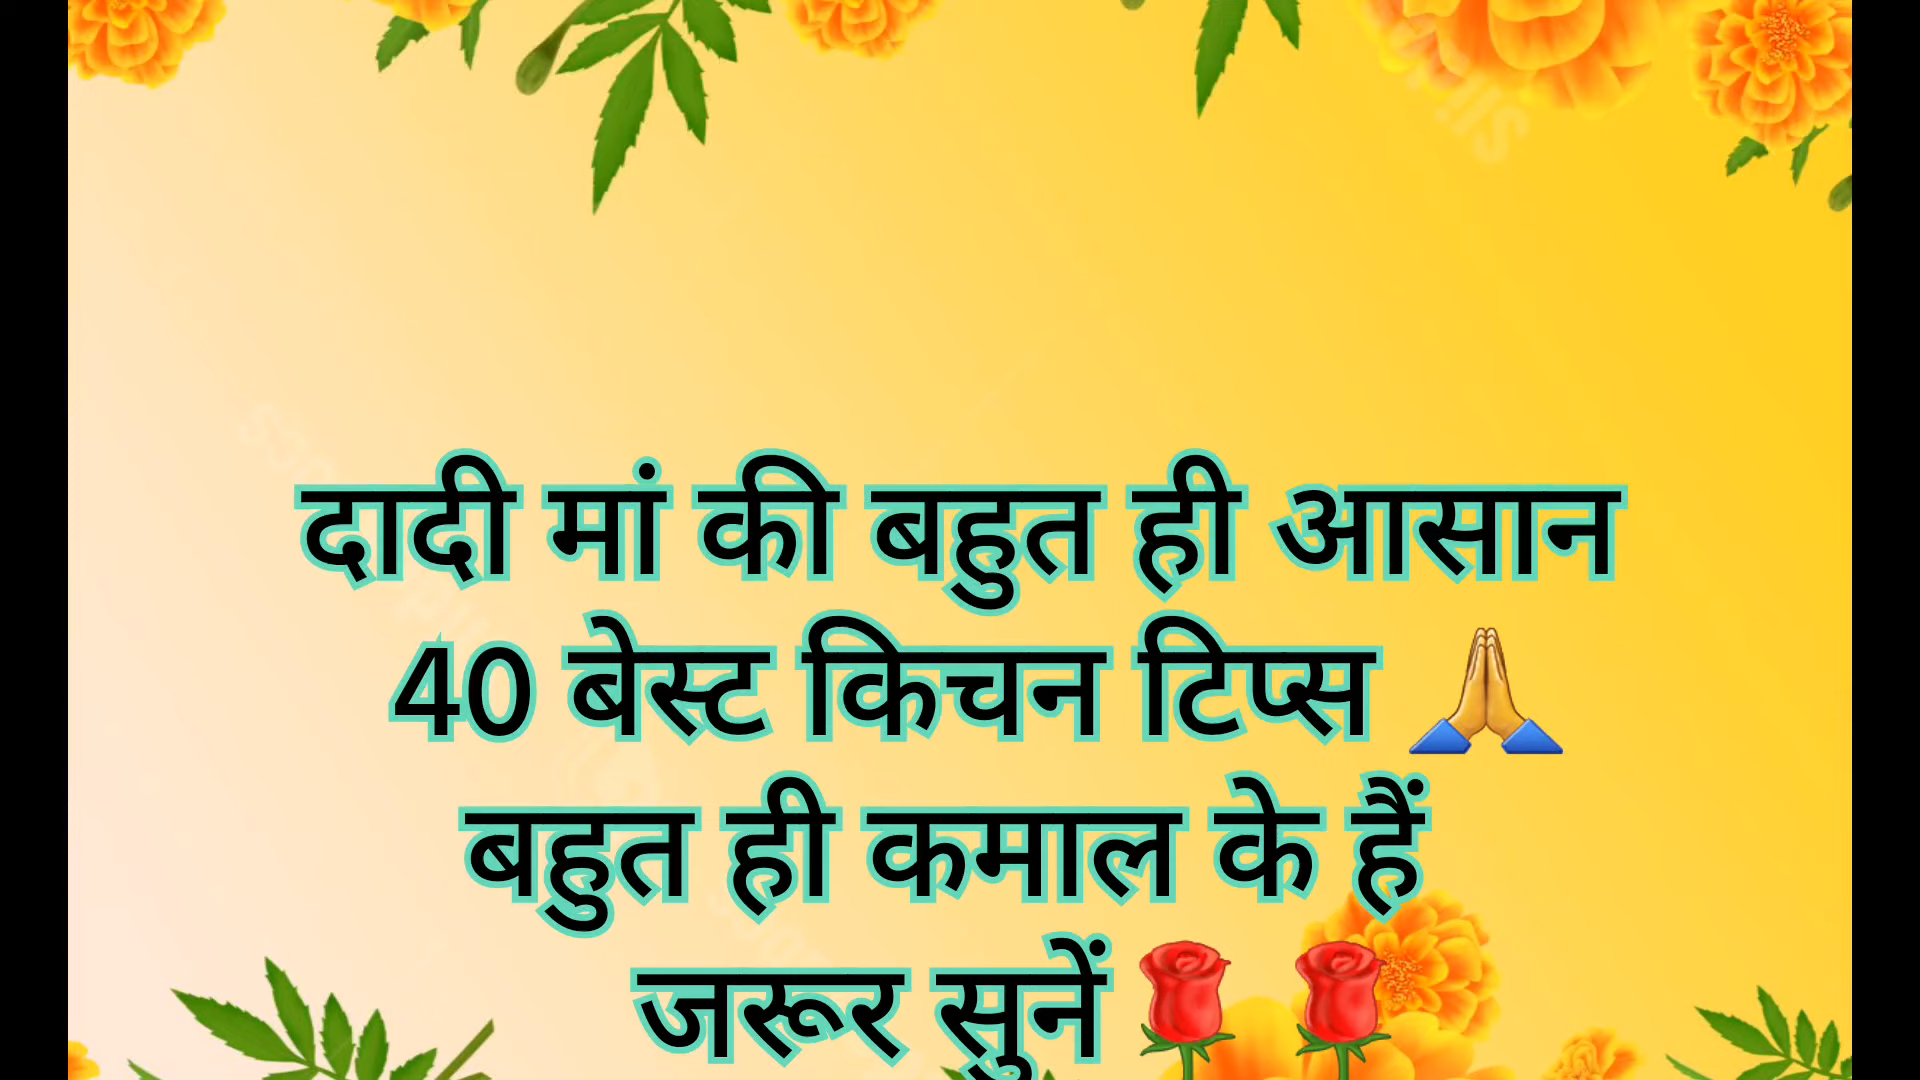 दादी मां की बहुत ही आसान
40 बेस्ट किचन टिप्स 🙏
बहुत ही कमाल के हैं
जरूर सुनें🌹🌹